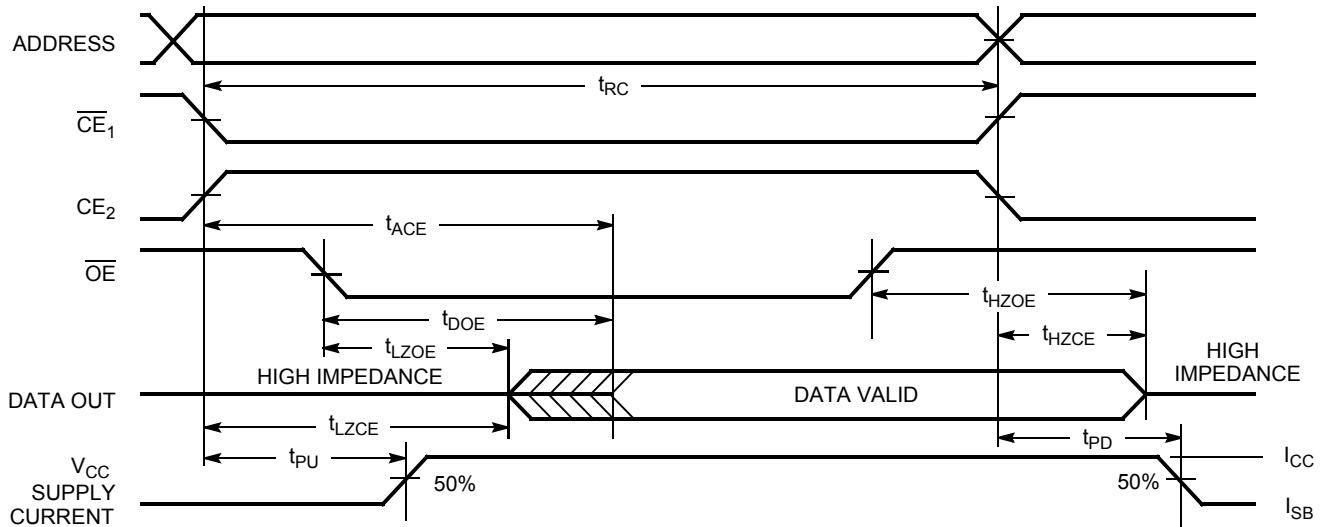 ADDRESS
tRC
CE1
CE2
tACE
OE
tHZOE
tDOE
tHZCE
tLZOE
HIGH IMPEDANCE
HIGH
IMPEDANCE
DATA OUT
DATA VALID
tLZCE
tPD
tPU
VCC
SUPPLY
CURRENT
50%
50%
ICC
ISB